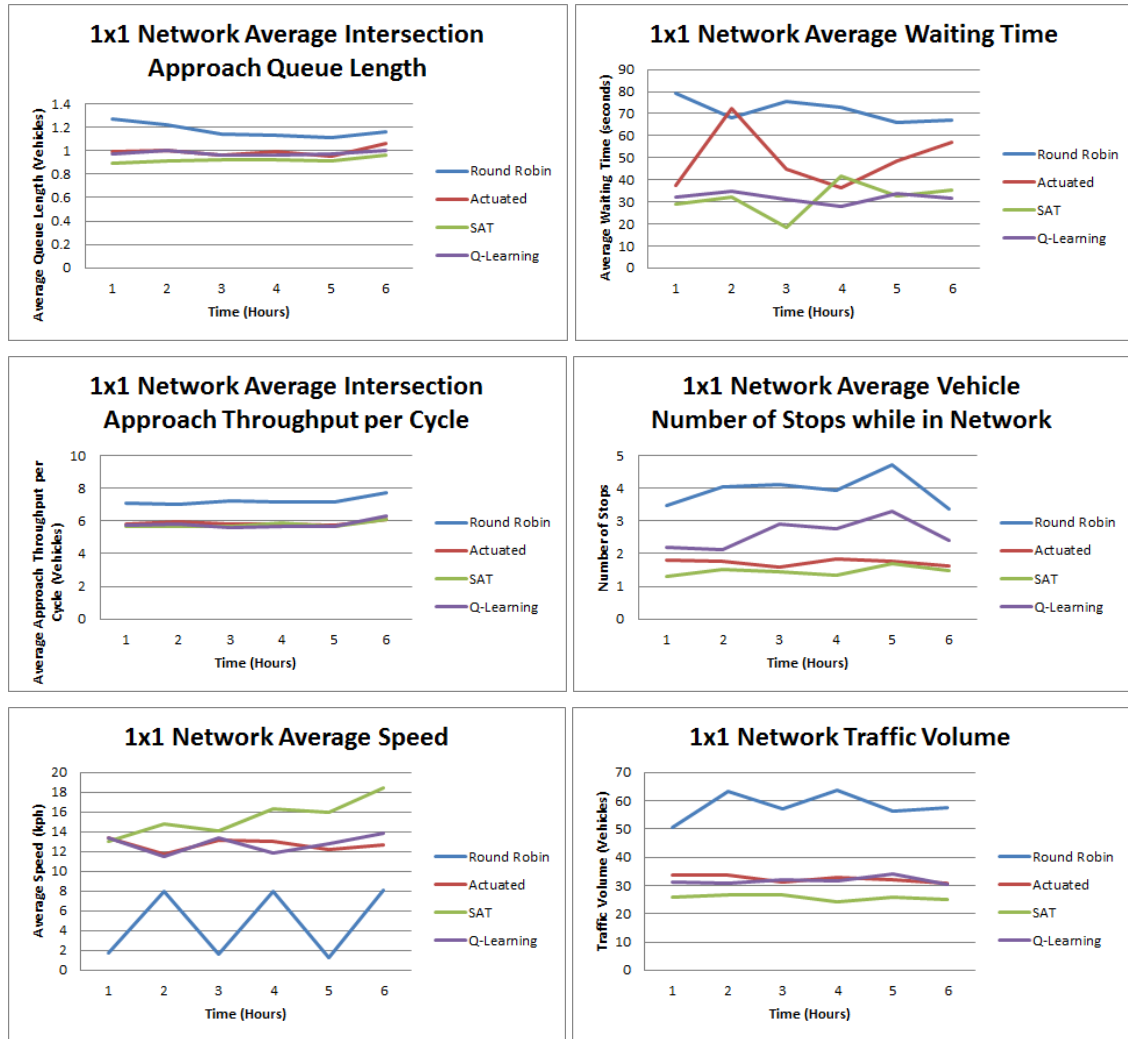 1x1 Network Average Intersection
Approach Queue Length
Average Queue Length (Vehicles)
1.4
1.2
1
0.8
0.6
0.4
0.2
0
1 2 3 4 5 6
Time (Hours)
Round Robin
Actuated
SAT
Q-Learning
1x1 Network Average Waiting Time
Average Waiting Time (seconds)
90
80
70
60
50
40
30
20
10
0
1 2 3 4 5 6
Time (Hours)
Round Robin
Actuated
SAT
Q-Learning
1x1 Network Average Intersection
Approach Throughput per Cycle
Average Approach Throughput per
Cycle (Vehicles)
10
8
6
4
2
0
1 2 3 4 5 6
Time (Hours)
Round Robin
Actuated
SAT
Q-Learning
1x1 Network Average Vehicle
Number of Stops while in Network
Number of Stops
5
4
3
2
1
0
1 2 3 4 5 6
Time (Hours)
Round Robin
Actuated
SAT
Q-Learning
1x1 Network Average Speed
Average Speed (kph)
20
18
16
14
12
10
8
6
4
2
0
1 2 3 4 5 6
Time (Hours)
Round Robin
Actuated
SAT
Q-Learning
1x1 Network Traffic Volume
Traffic Volume (Vehicles)
70
60
50
40
30
20
10
0
1 2 3 4 5 6
Time (Hours)
Round Robin
Actuated
SAT
Q-Learning